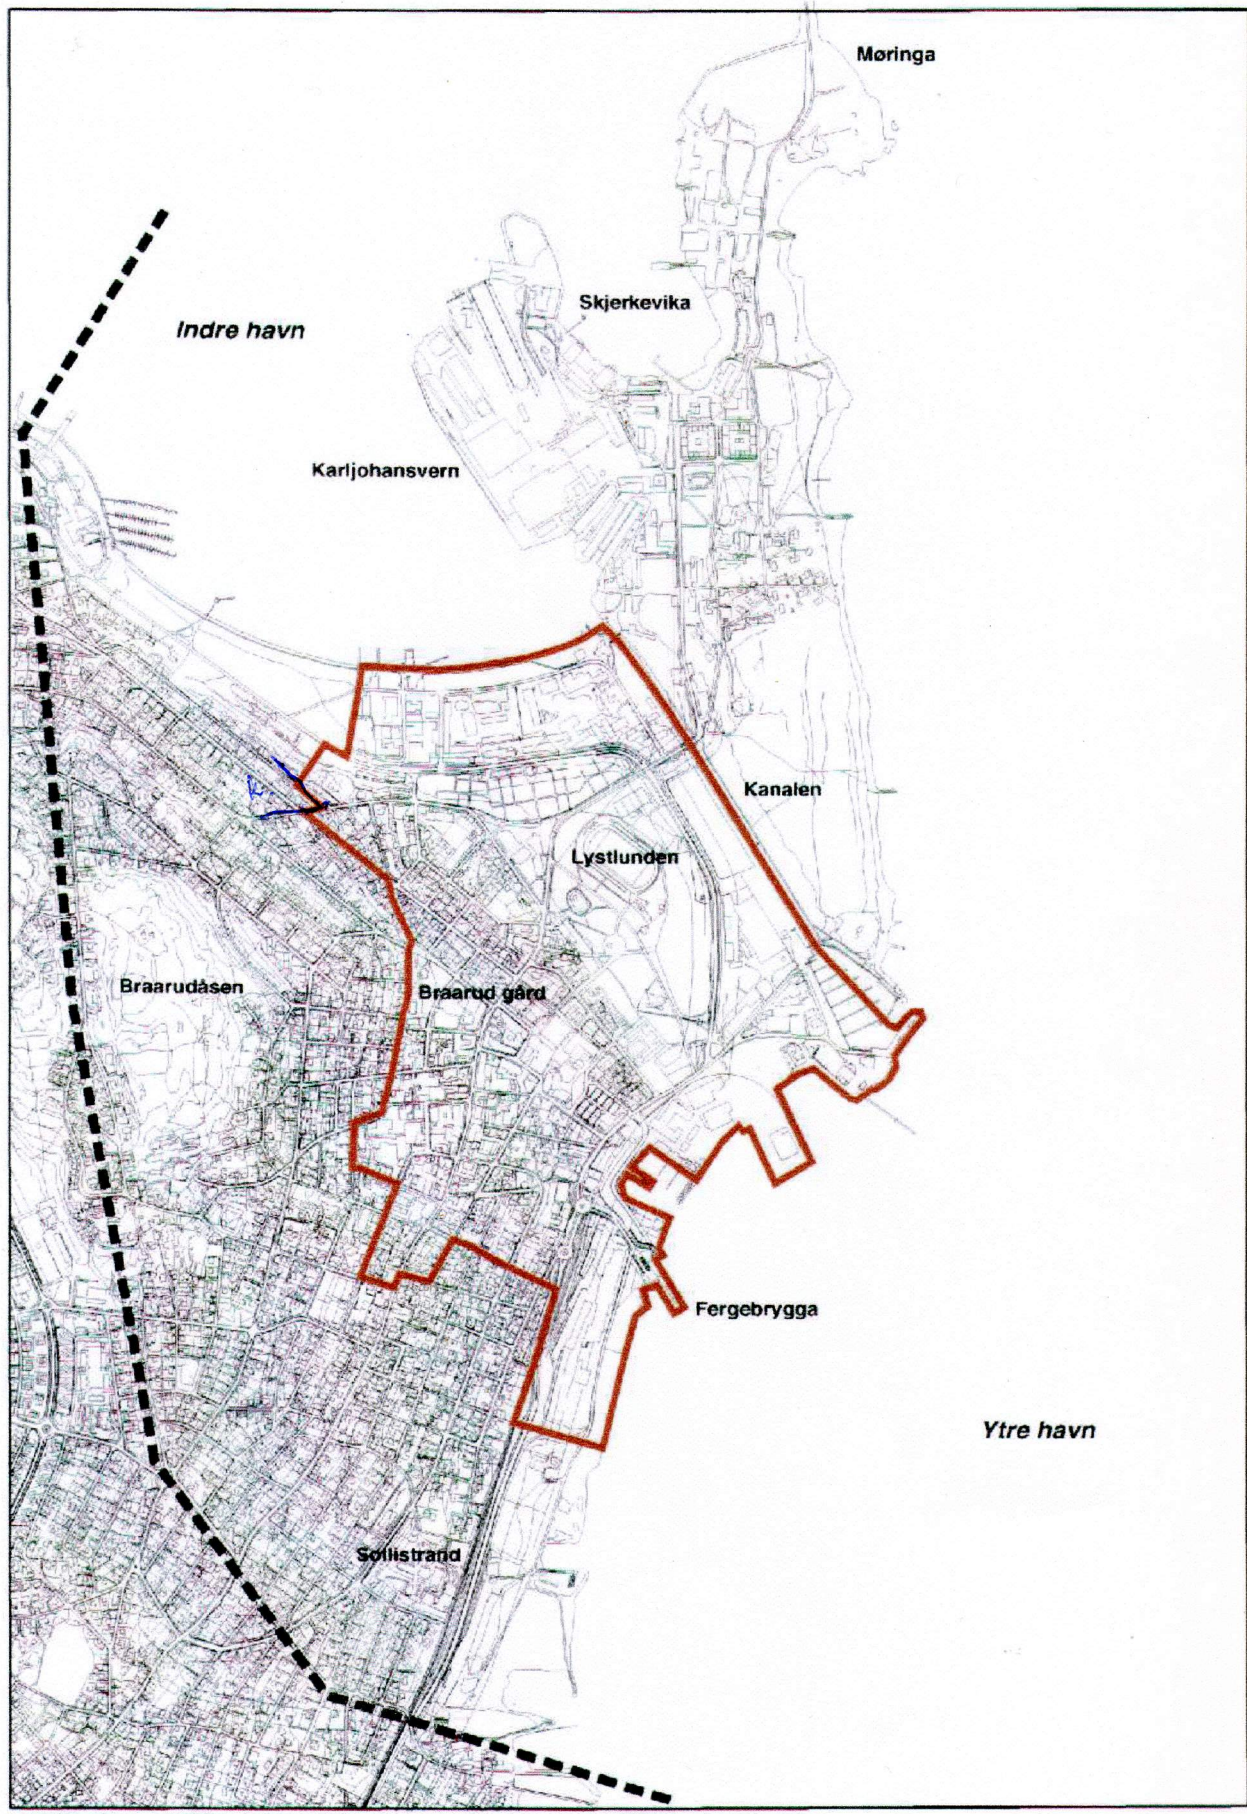 Møringa
Skjerkevika
Indre havn
Karljohansvern
Kanalen
Lystlunden
Braarudåsen
Braarud gård
Fergebrygga
Ytre havn
Sollistrand